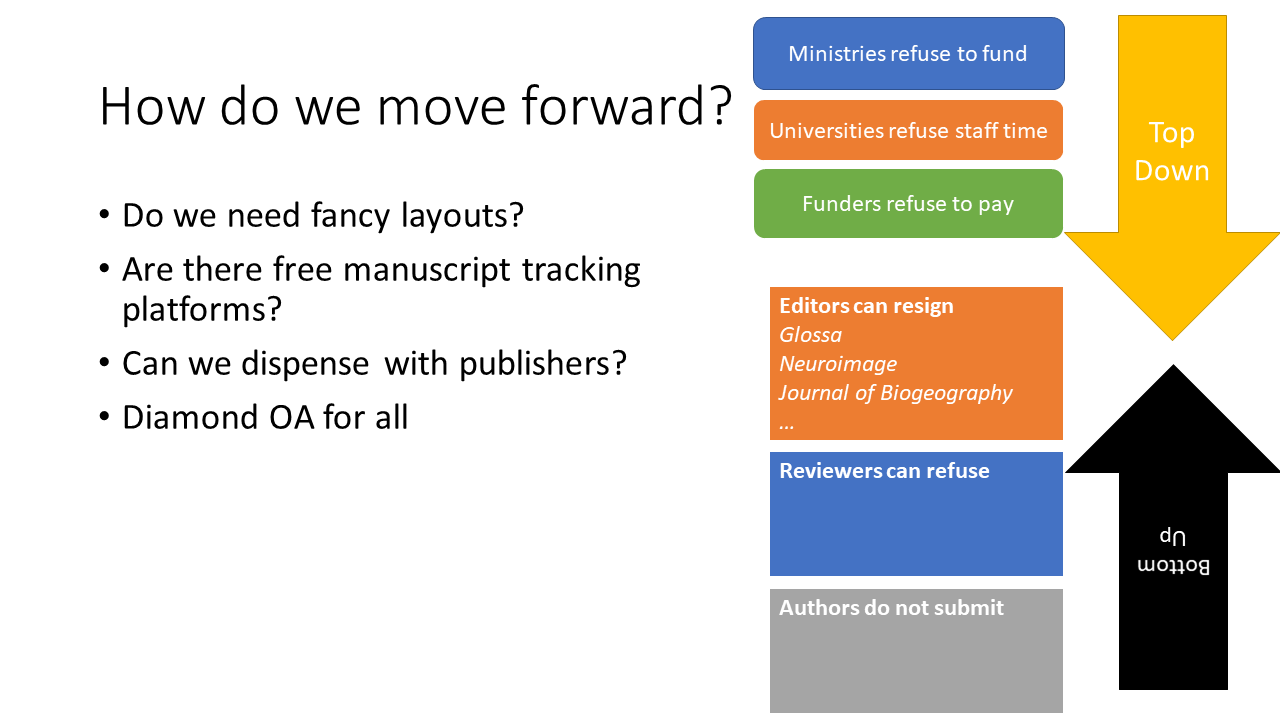 How do we move forward?
• Do we need fancy layouts?
• Are there free manuscript tracking
platforms?
• Can we dispense with publishers?
• Diamond OA for all
Ministries refuse to fund
Universities refuse staff time
Funders refuse to pay
Editors can resign
Glossa
Neuroimage
Journal of Biogeography
...
Reviewers can refuse
Authors do not submit
Top
Down
Bottom
Up